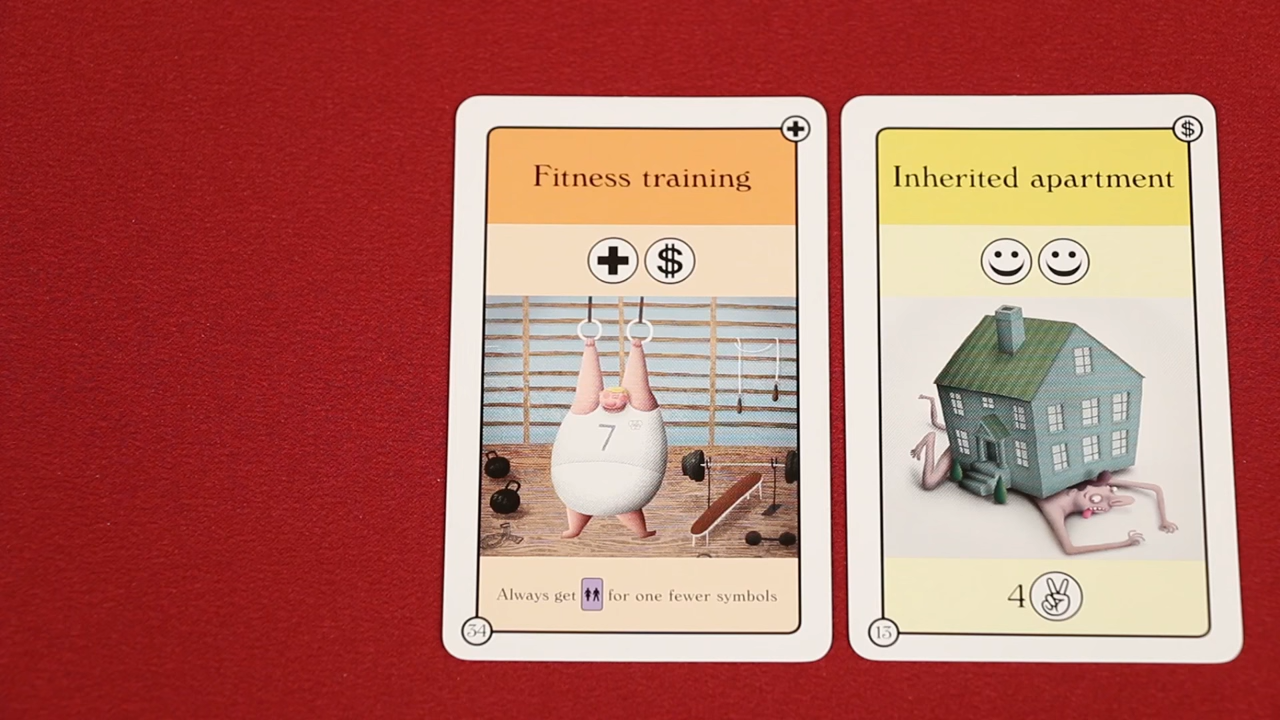 Fitness training
$
7
Always get for one fewer symbols
34
$
Inherited apartment
4
13